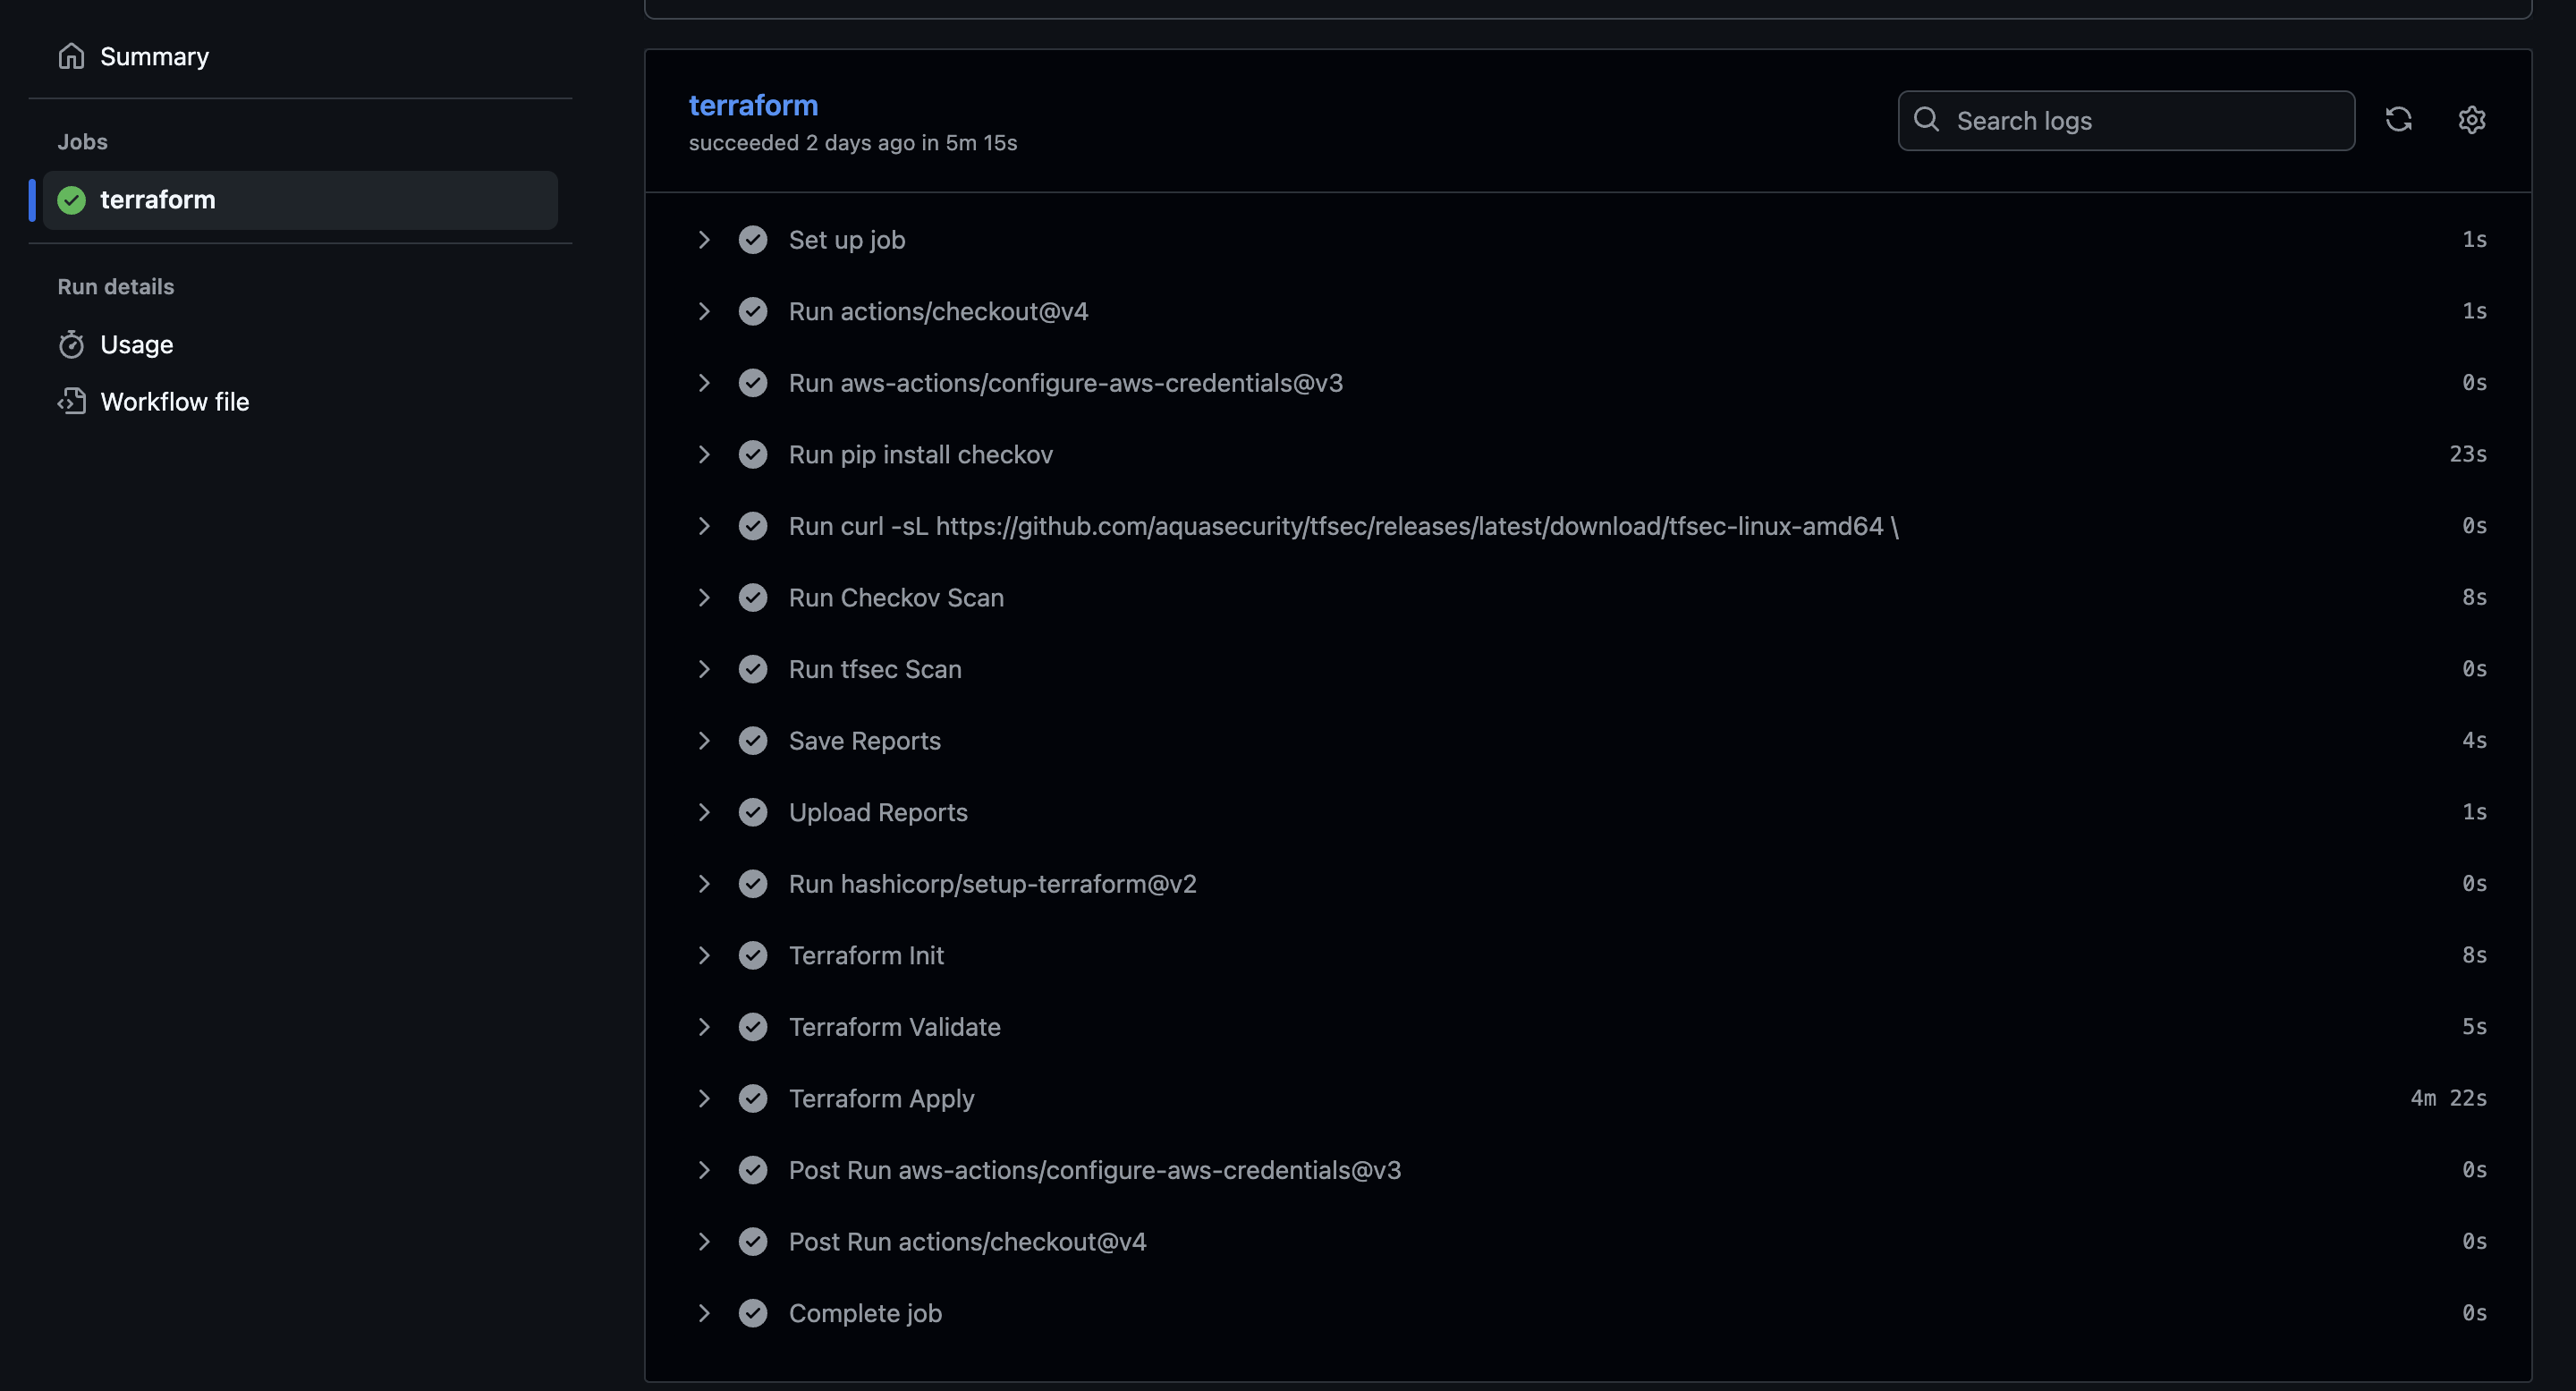 Summary
Jobs
terraform
Run details
Usage
Workflow file
terraform
succeeded 2 days ago in 5m 15s
Search logs
Set up job 1s
Run actions/checkout@v4 1s
Run aws-actions/configure-aws-credentials@v3 0s
Run pip install checkov 23s
Run curl -sL https://github.com/aquasecurity/tfsec/releases/latest/download/tfsec-linux-amd64 \ 0s
Run Checkov Scan 8s
Run tfsec Scan 0s
Save Reports 4s
Upload Reports 1s
Run hashicorp/setup-terraform@v2 0s
Terraform Init 8s
Terraform Validate 5s
Terraform Apply 4m 22s
Post Run aws-actions/configure-aws-credentials@v3 0s
Post Run actions/checkout@v4 0s
Complete job 0s